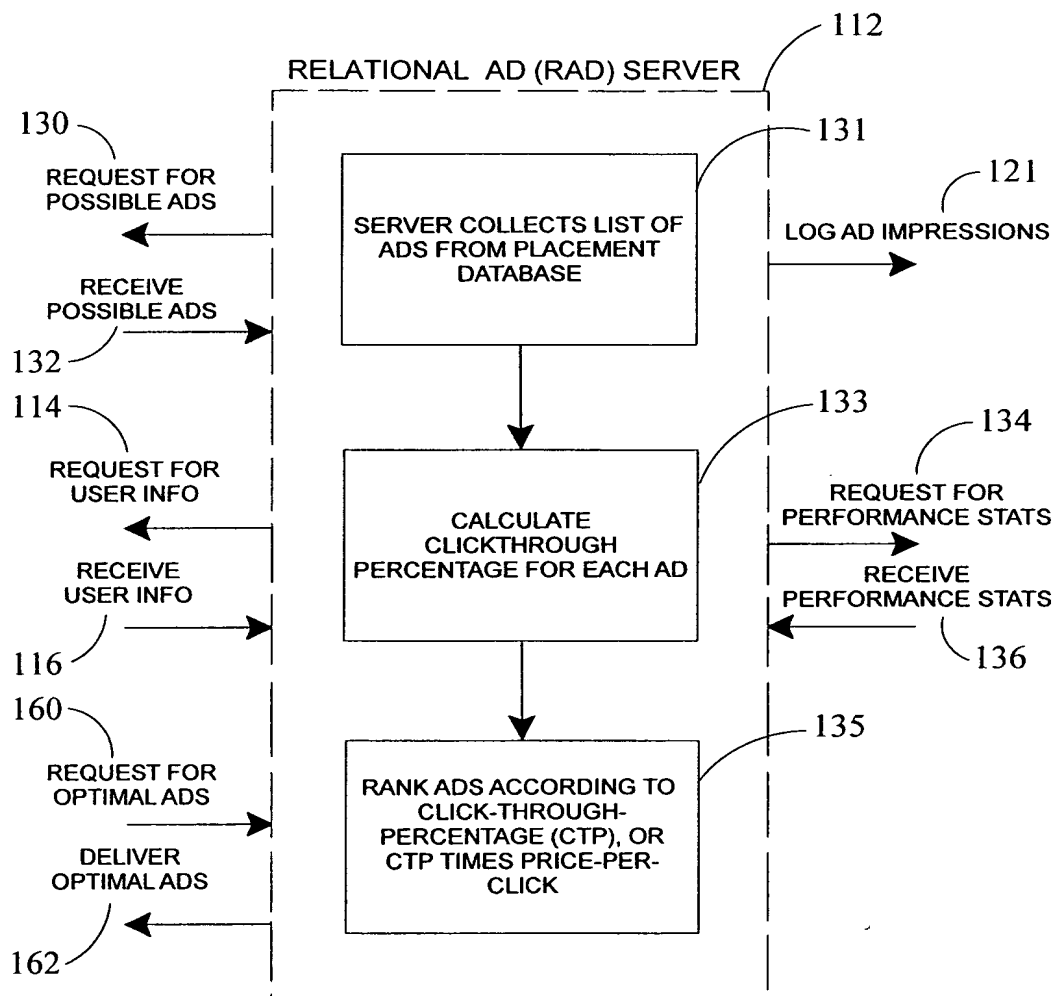 112
RELATIONAL AD (RAD) SERVER
130
REQUEST FOR
POSSIBLE ADS
RECEIVE
POSSIBLE ADS
132
114
REQUEST FOR
USER INFO
RECEIVE
USER INFO
116
160
REQUEST FOR
OPTIMAL ADS
DELIVER
OPTIMAL ADS
162
131
SERVER COLLECTS LIST OF
ADS FROM PLACEMENT
DATABASE
133
CALCULATE
CLICKTHROUGH
PERCENTAGE FOR EACH AD
135
RANK ADS ACCORDING TO
CLICK-THROUGH-
PERCENTAGE (CTP), OR
CTP TIMES PRICE-PER-
CLICK
121
LOG AD IMPRESSIONS
134
REQUEST FOR
PERFORMANCE STATS
RECEIVE
PERFORMANCE STATS
136